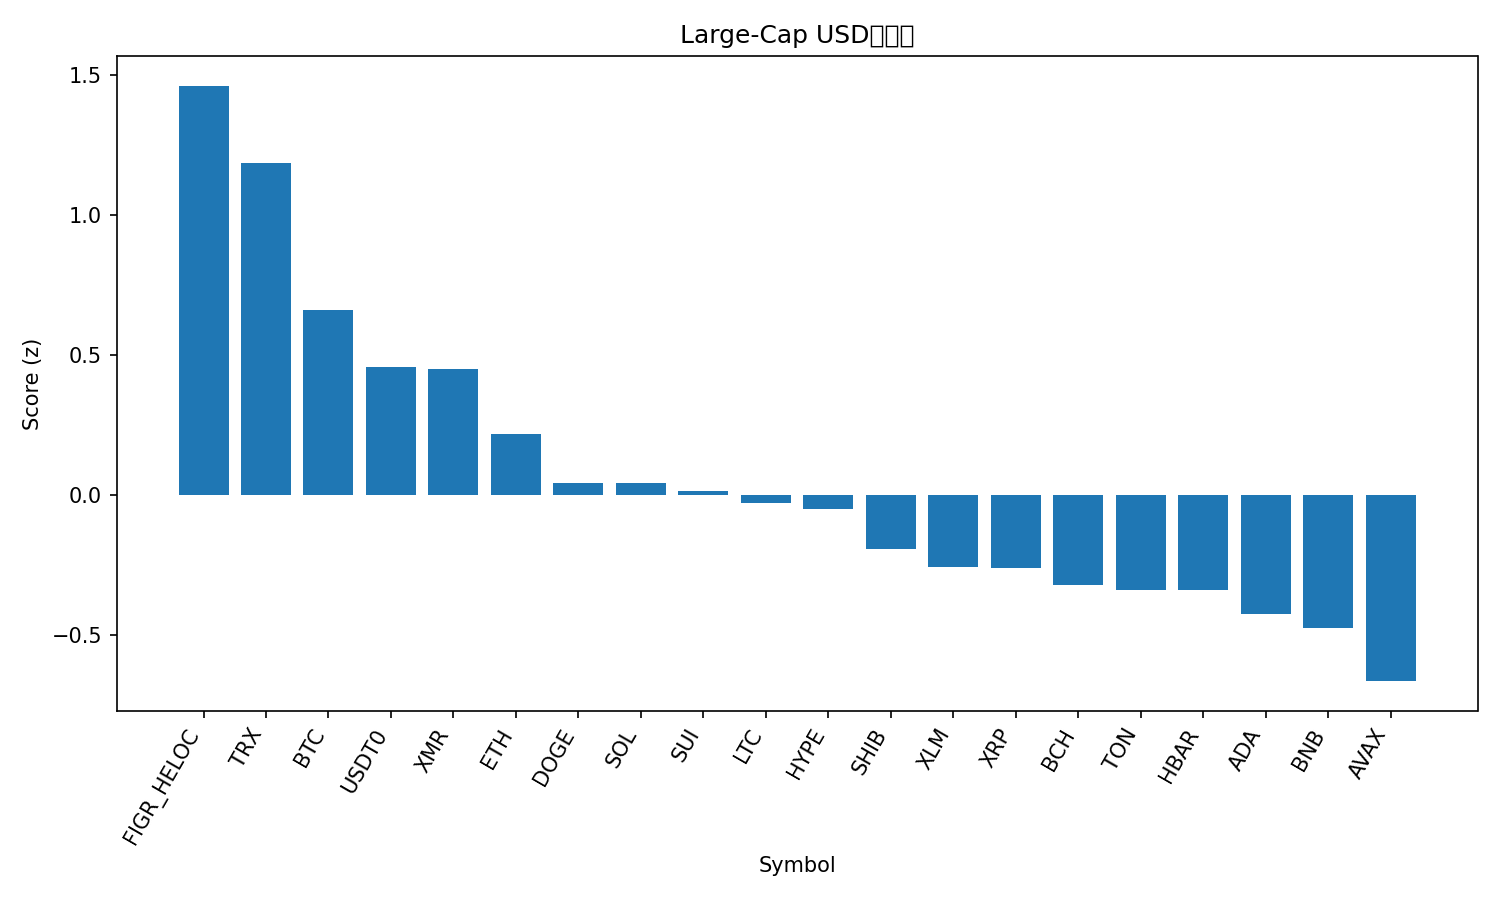 Large-Cap USD
Score (z)
1.5
1.0
0.5
0.0
−0.5
FIGR_HELOC
TRX
BTC
USDT0
XMR
ETH
DOGE
SOL
SUI
LTC
HYPE
SHIB
XLM
XRP
BCH
TON
HBAR
ADA
BNB
AVAX
Symbol